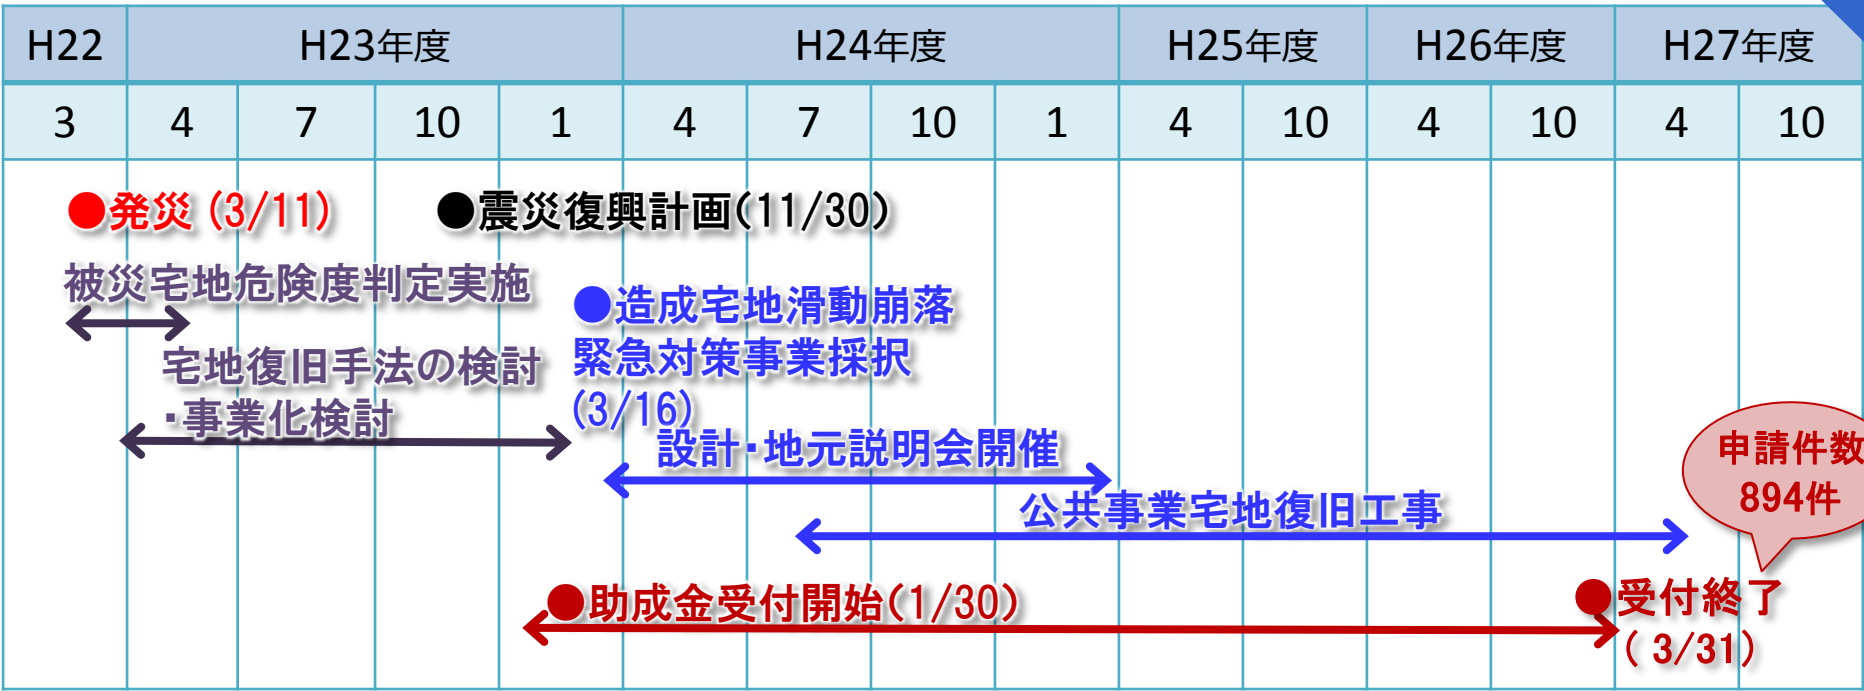 H22 H23年度 H24年度 H25年度 H26年度 H27年度
3 4 7 10 1 4 7 10 1 4 10 4 10 4 10
●発災(3/11) ●震災復興計画(11/30)
被災宅地危険度判定実施
宅地復旧手法の検討
・事業化検討
●造成宅地滑動崩落
緊急対策事業採択
(3/16)
設計・地元説明会開催
公共事業宅地復旧工事
申請件数
894件
●助成金受付開始(1/30)
●受付終了
(3/31)